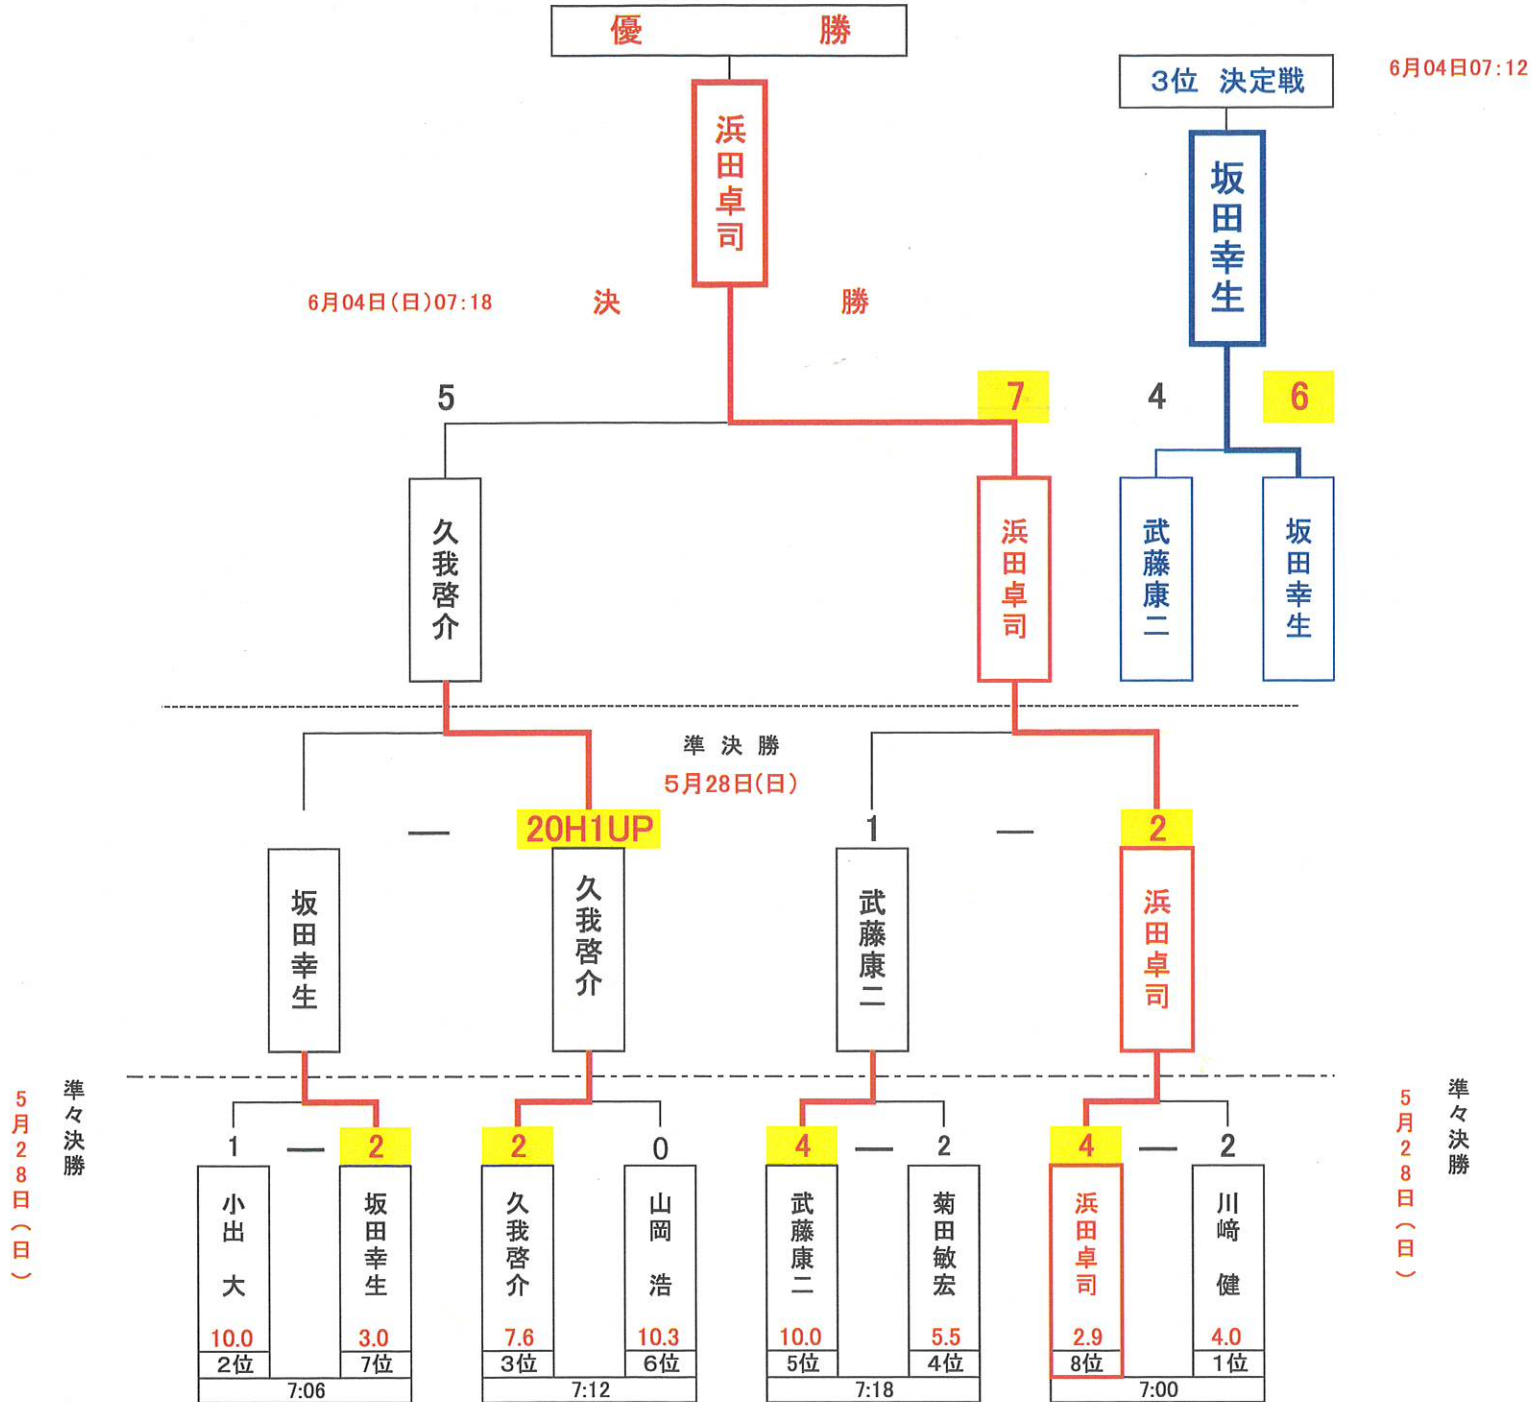 優 勝
3位 決定戦
6月04日07:12
浜田卓司
坂田幸生
6月04日(日)07:18
決 勝
5
7
4
6
久我啓介
浜田卓司
武藤康二
坂田幸生
準 決 勝
5月28日(日)
— 20H1UP
1 — 2
坂田幸生
久我啓介
武藤康二
浜田卓司
5月28日(日)
準々決勝
準々決勝
5月28日(日)
1 — 2
2 0
4 — 2
4 — 2
小出 大
坂田幸生
久我啓介
山岡 浩
武藤康二
菊田敏宏
浜田卓司
川﨑 健
10.0 3.0 7.6 10.3 10.0 5.5 2.9 4.0
2位 7位 3位 6位 5位 4位 8位 1位
7:06 7:12 7:18 7:00